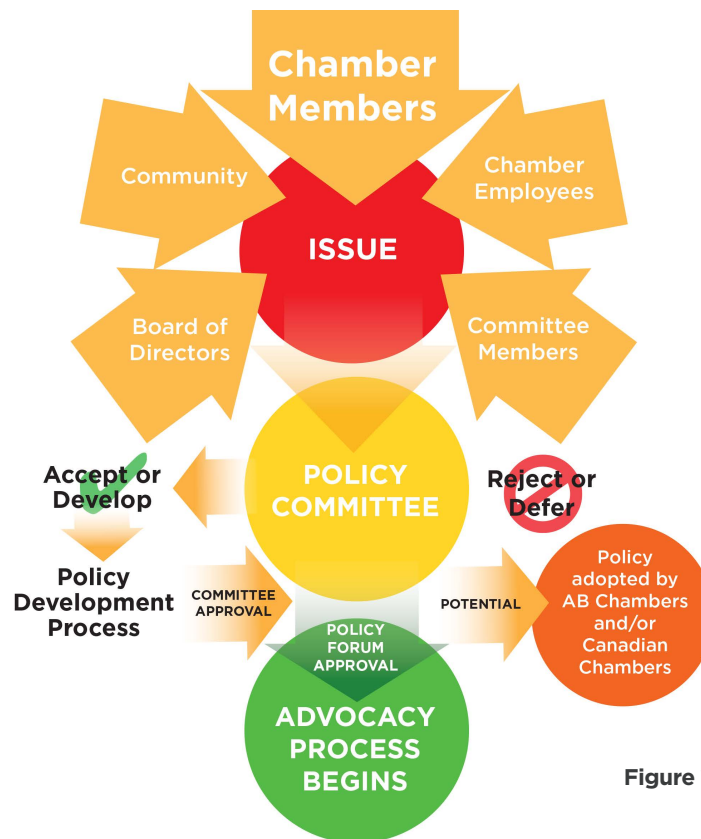 Chamber
Members
Community
Chamber
Employees
ISSUE
Board of
Directors
Committee
Members
Accept or
Develop
POLICY
COMMITTEE
Reject or
Defer
Policy
Development
Process
COMMITTEE
APPROVAL
POLICY
FORUM
APPROVAL
POTENTIAL
Policy
adopted by
AB Chambers
and/or
Canadian
Chambers
ADVOCACY
PROCESS
BEGINS
Figure